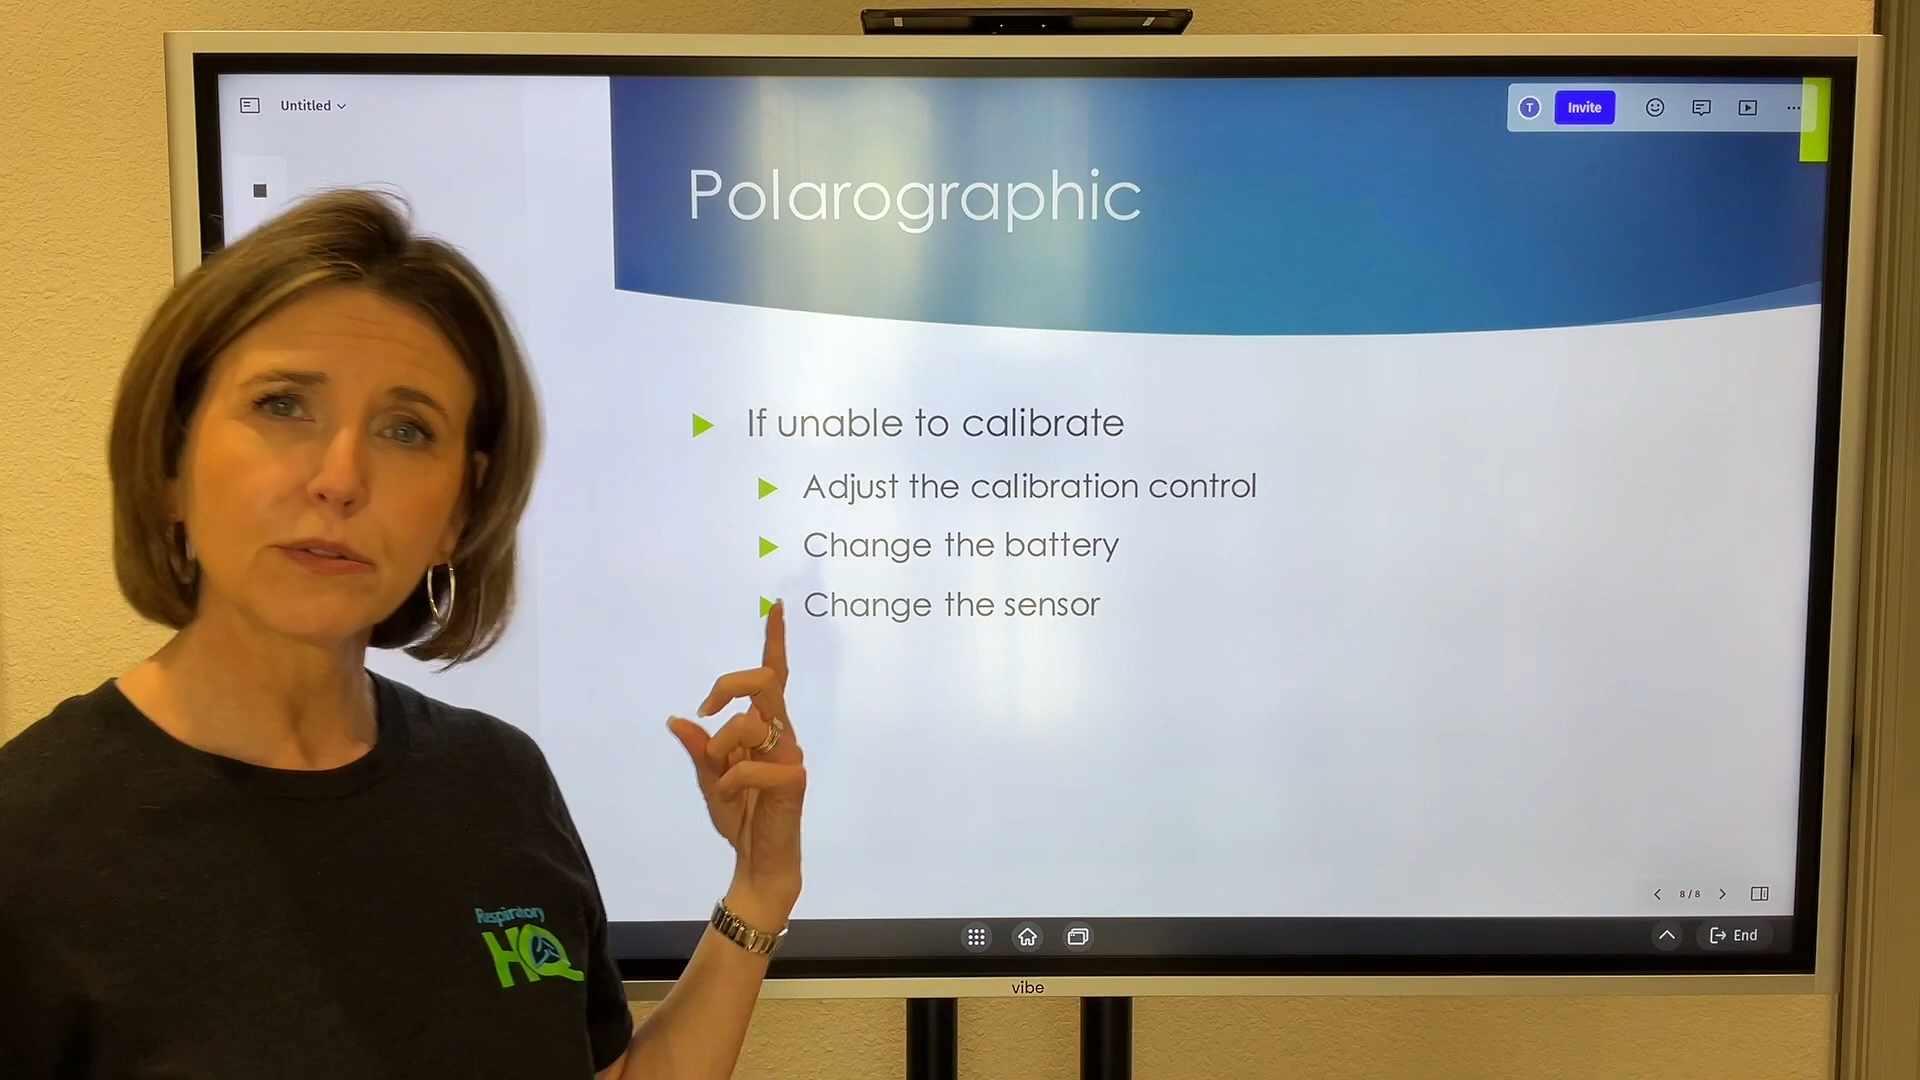 Untitled
T
Invite
Polarographic
If unable to calibrate
Adjust the calibration control
Change the battery
Change the sensor
8/8
End
vibe
Respiratory
HQ